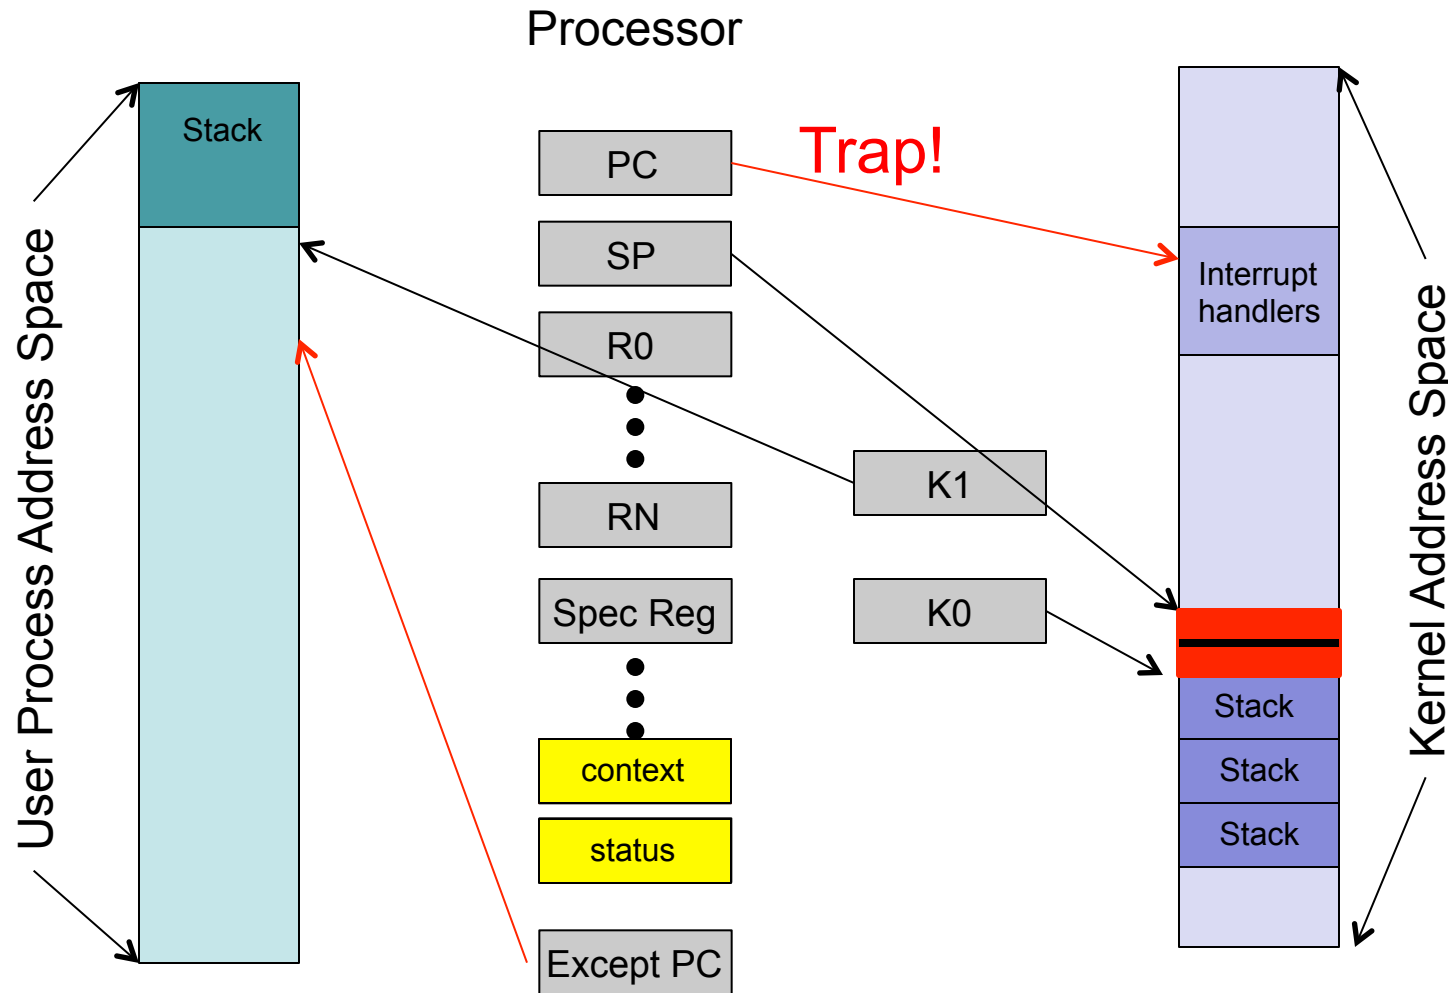 Processor
User Process Address Space
Stack
PC
SP
R0
RN
Spec Reg
context
status
Except PC
Trap!
K1
K0
Interrupt
handlers
Stack
Stack
Stack
Kernel Address Space